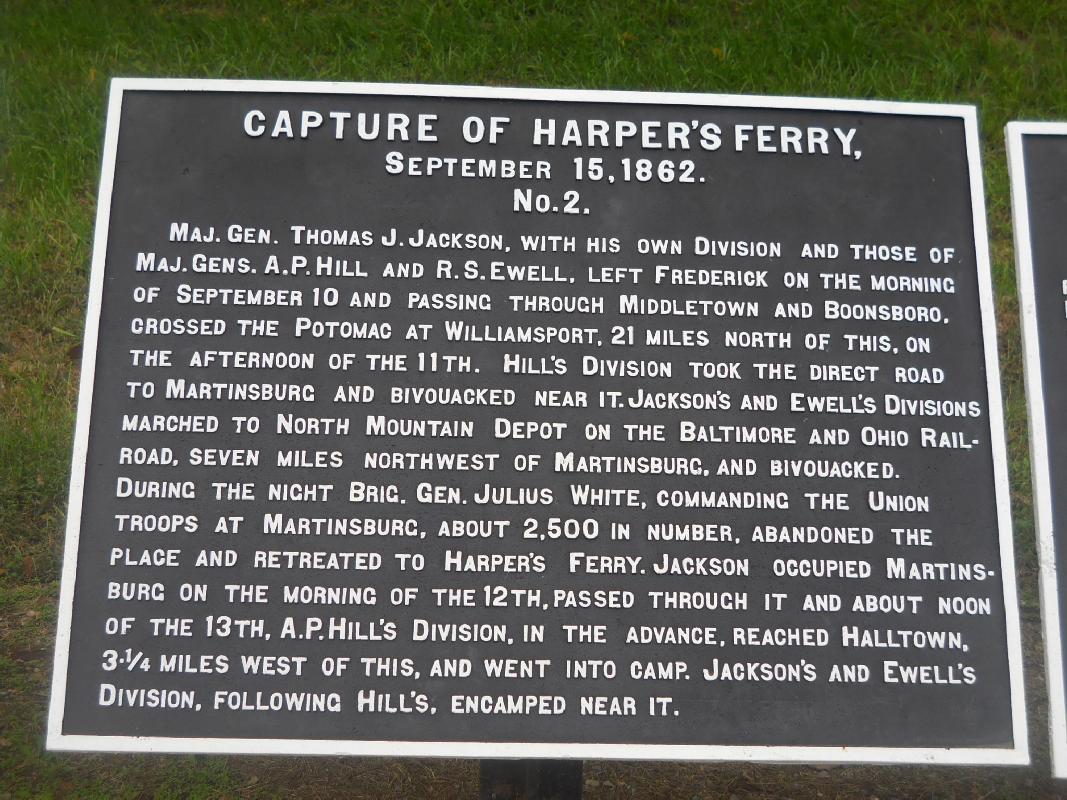 CAPTURE OF HARPER'S FERRY,
SEPTEMBER 15, 1862.
No. 2.
MAJ. GEN. THOMAS J. JACKSON, WITH HIS OWN DIVISION AND THOSE OF
MAJ. GENS. A.P. HILL AND R.S. EWELL, LEFT FREDERICK ON THE MORNING
OF SEPTEMBER 10 AND PASSING THROUGH MIDDLETOWN AND BOONSBORO,
CROSSED THE POTOMAC AT WILLIAMSPORT, 21 MILES NORTH OF THIS, ON
THE AFTERNOON OF THE 11TH. HILL'S DIVISION TOOK THE DIRECT ROAD
TO MARTINSBURG AND BIVOUACKED NEAR IT. JACKSON'S AND EWELL'S DIVISIONS
MARCHED TO NORTH MOUNTAIN DEPOT ON THE BALTIMORE AND OHIO RAIL-
ROAD, SEVEN MILES NORTHWEST OF MARTINSBURG, AND BIVOUACKED.
DURING THE NIGHT BRIG. GEN. JULIUS WHITE, COMMANDING THE UNION
TROOPS AT MARTINSBURG, ABOUT 2,500 IN NUMBER, ABANDONED THE
PLACE AND RETREATED TO HARPER'S FERRY. JACKSON OCCUPIED MARTINS-
BURG ON THE MORNING OF THE 12TH, PASSED THROUGH IT AND ABOUT NOON
OF THE 13TH, A.P. HILL'S DIVISION, IN THE ADVANCE, REACHED HALLTOWN,
3-1/4 MILES WEST OF THIS, AND WENT INTO CAMP. JACKSON'S AND EWELL'S
DIVISION, FOLLOWING HILL'S, ENCAMPED NEAR IT.